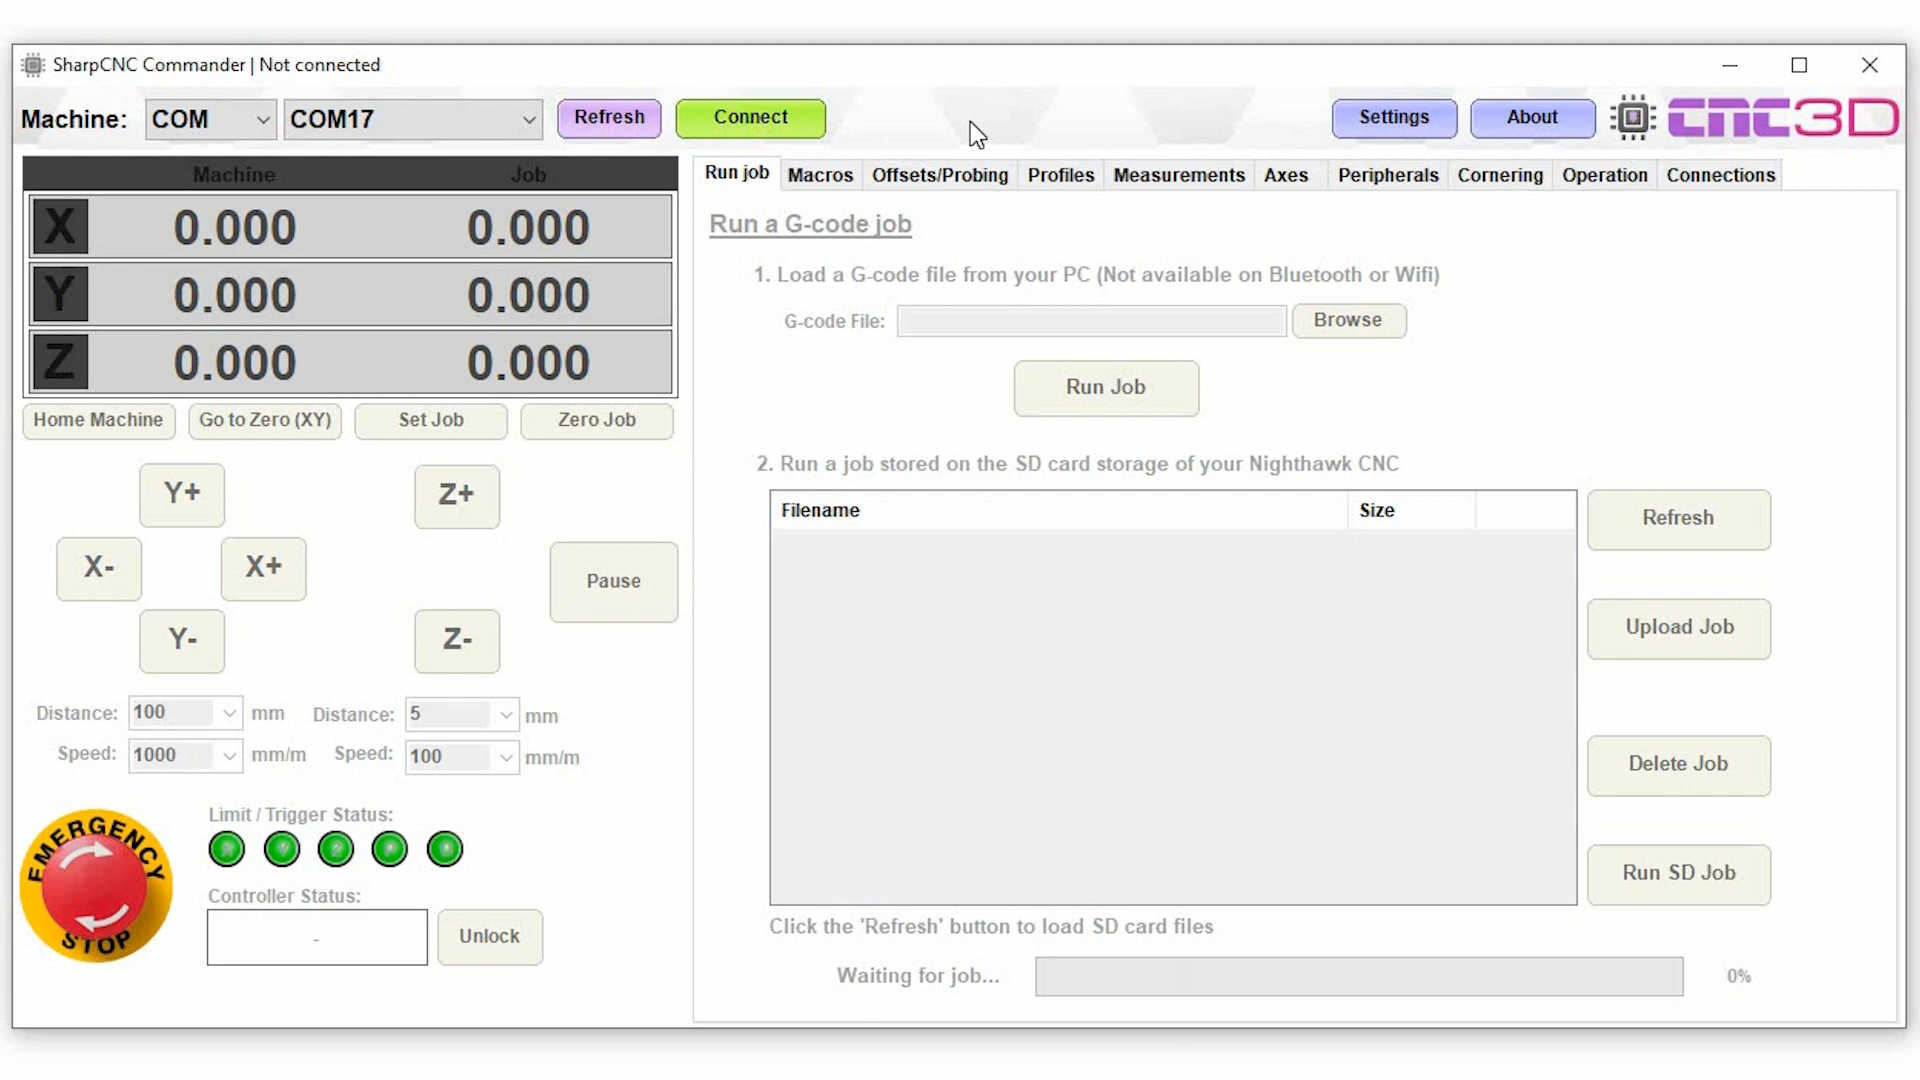 SharpCNC Commander | Not connected
Machine: COM COM17 Refresh Connect Settings About CNC3D
Machine Job
X 0.000 0.000
Y 0.000 0.000
Z 0.000 0.000
Home Machine Go to Zero (XY) Set Job Zero Job
Y+ Z+
X- X+ Pause
Y- Z-
Distance: 100 mm Distance: 5 mm
Speed: 1000 mm/m Speed: 100 mm/m
EMERGENCY
STOP
Limit / Trigger Status:
X Y Z
Controller Status:
- Unlock
Run job Macros Offsets/Probing Profiles Measurements Axes Peripherals Cornering Operation Connections
Run a G-code job
1. Load a G-code file from your PC (Not available on Bluetooth or Wifi)
G-code File: Browse
Run Job
2. Run a job stored on the SD card storage of your Nighthawk CNC
Filename Size
Refresh
Upload Job
Delete Job
Run SD Job
Click the 'Refresh' button to load SD card files
Waiting for job... 0%